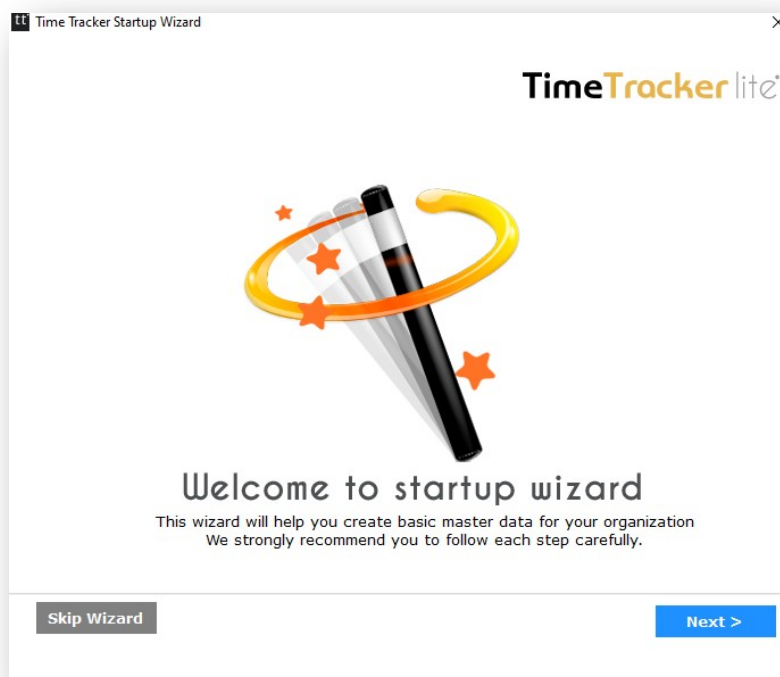 tt Time Tracker Startup Wizard
TimeTracker lite
Welcome to startup wizard
This wizard will help you create basic master data for your organization
We strongly recommend you to follow each step carefully.
Skip Wizard
Next >